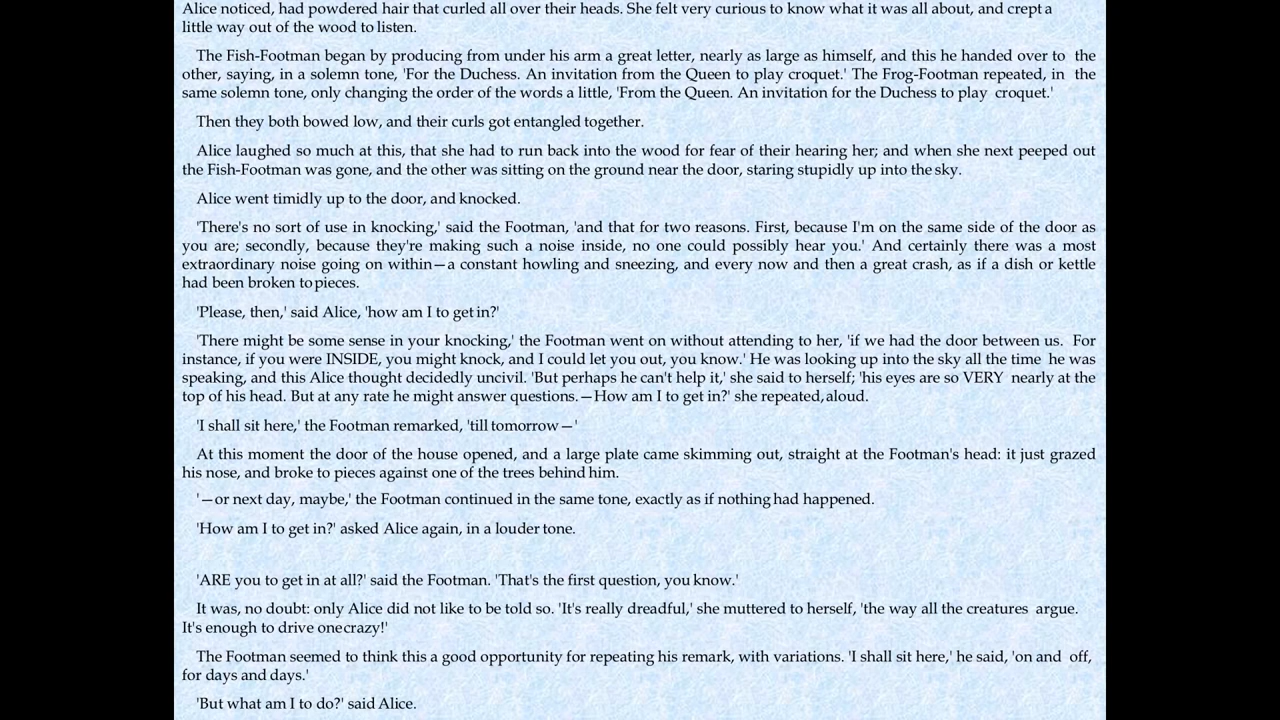 Alice noticed, had powdered hair that curled all over their heads. She felt very curious to know what it was all about, and crept a
little way out of the wood to listen.
The Fish-Footman began by producing from under his arm a great letter, nearly as large as himself, and this he handed over to the
other, saying, in a solemn tone, 'For the Duchess. An invitation from the Queen to play croquet.' The Frog-Footman repeated, in the
same solemn tone, only changing the order of the words a little, 'From the Queen. An invitation for the Duchess to play croquet.'
Then they both bowed low, and their curls got entangled together.
Alice laughed so much at this, that she had to run back into the wood for fear of their hearing her; and when she next peeped out
the Fish-Footman was gone, and the other was sitting on the ground near the door, staring stupidly up into the sky.
Alice went timidly up to the door, and knocked.
'There's no sort of use in knocking,' said the Footman, 'and that for two reasons. First, because I'm on the same side of the door as
you are; secondly, because they're making such a noise inside, no one could possibly hear you.' And certainly there was a most
extraordinary noise going on within—a constant howling and sneezing, and every now and then a great crash, as if a dish or kettle
had been broken to pieces.
'Please, then,' said Alice, 'how am I to get in?'
'There might be some sense in your knocking,' the Footman went on without attending to her, 'if we had the door between us. For
instance, if you were INSIDE, you might knock, and I could let you out, you know.' He was looking up into the sky all the time he was
speaking, and this Alice thought decidedly uncivil. 'But perhaps he can't help it,' she said to herself; 'his eyes are so VERY nearly at the
top of his head. But at any rate he might answer questions.—How am I to get in?' she repeated, aloud.
'I shall sit here,' the Footman remarked, 'till tomorrow—'
At this moment the door of the house opened, and a large plate came skimming out, straight at the Footman's head: it just grazed
his nose, and broke to pieces against one of the trees behind him.
'—or next day, maybe,' the Footman continued in the same tone, exactly as if nothing had happened.
'How am I to get in?' asked Alice again, in a louder tone.
'ARE you to get in at all?' said the Footman. 'That's the first question, you know.'
It was, no doubt: only Alice did not like to be told so. 'It's really dreadful,' she muttered to herself, 'the way all the creatures argue.
It's enough to drive one crazy!'
The Footman seemed to think this a good opportunity for repeating his remark, with variations. 'I shall sit here,' he said, 'on and off,
for days and days.'
'But what am I to do?' said Alice.